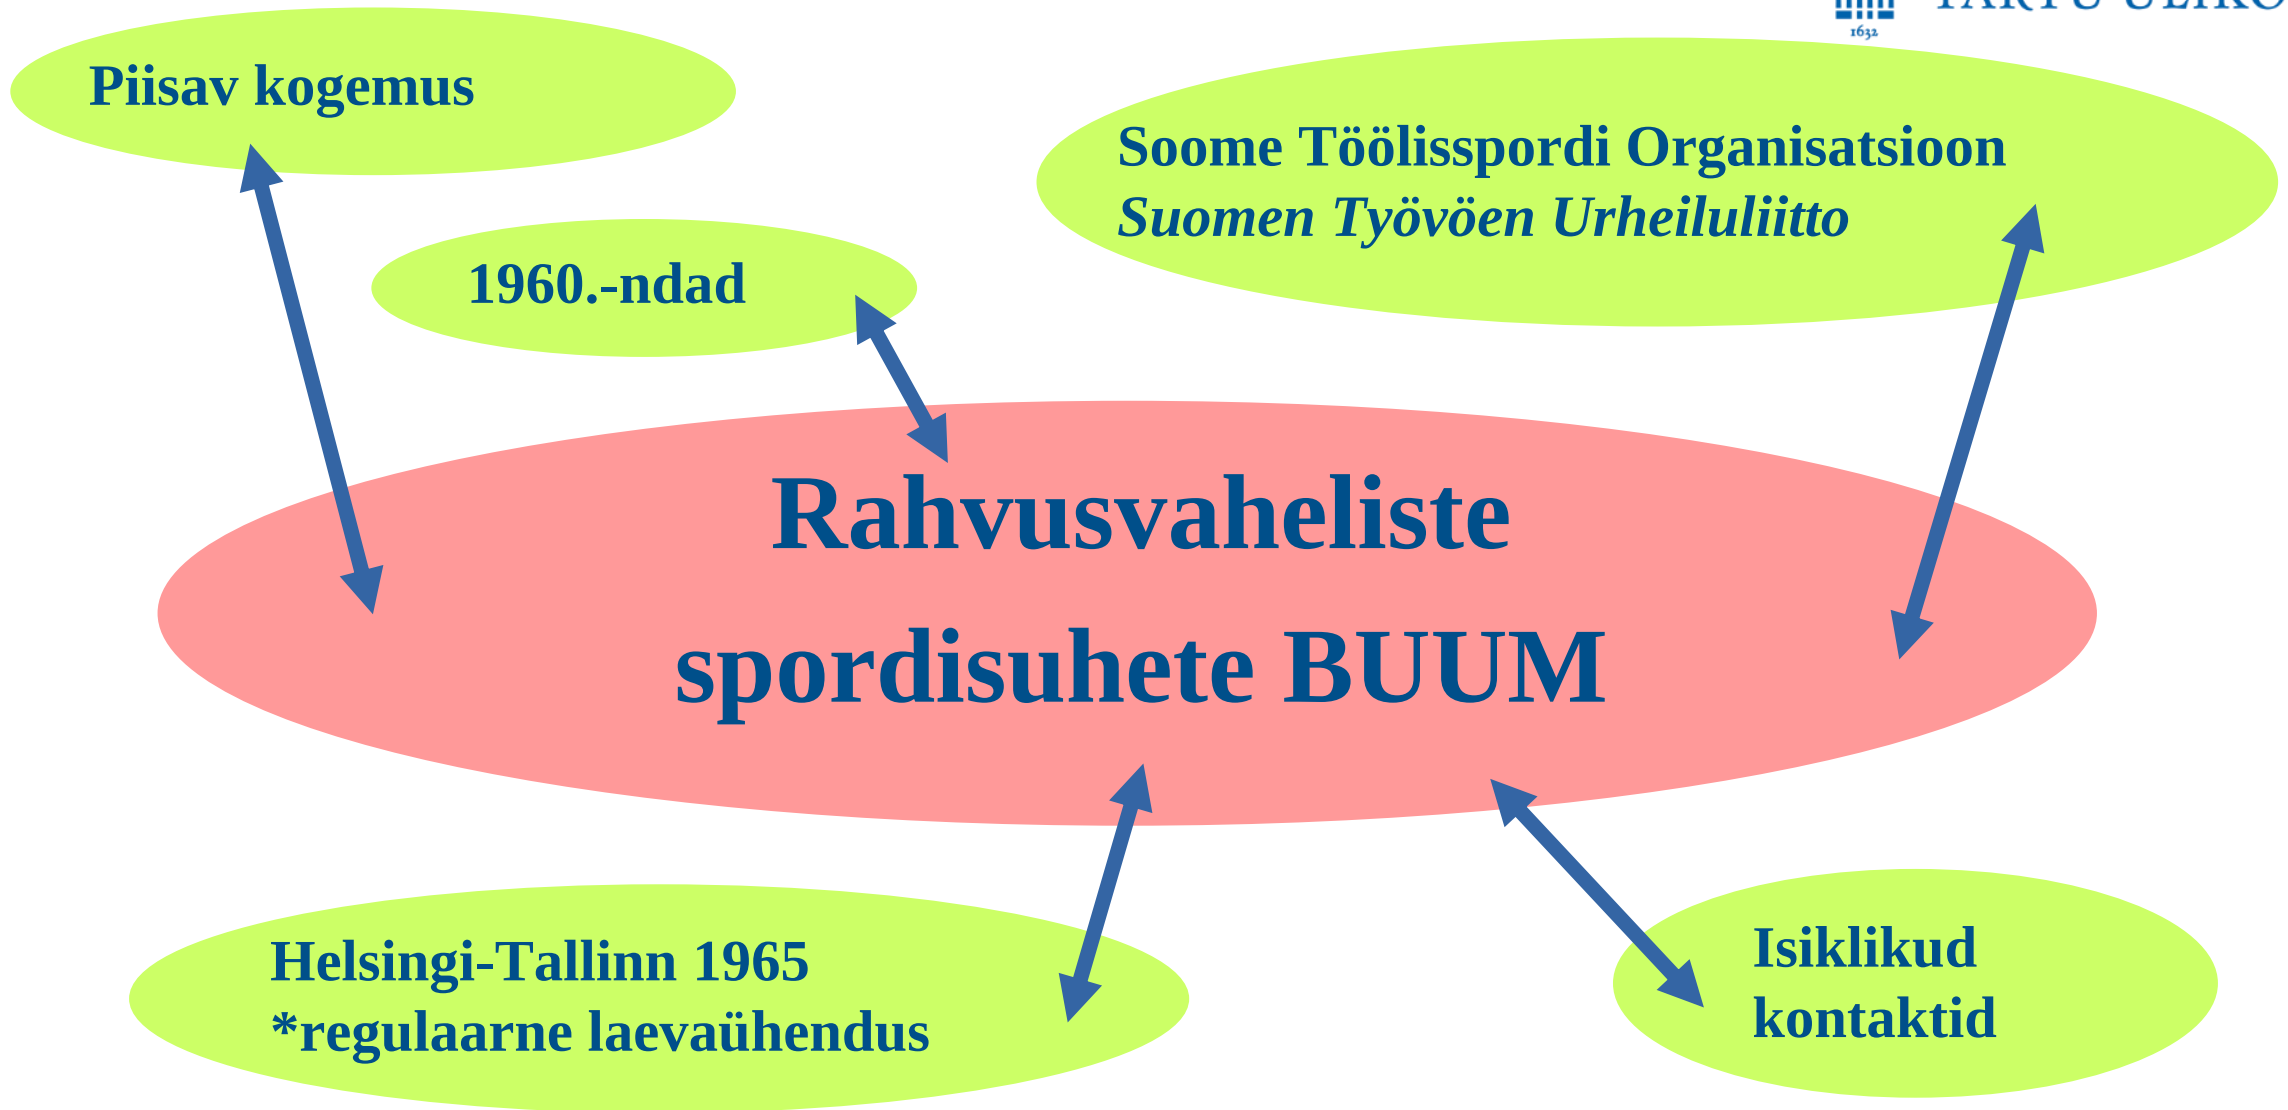 1632
Piisav kogemus
Soome Töölisspordi Organisatsioon
Suomen Työvöen Urheiluliitto
1960.-ndad
Rahvusvaheliste
spordisuhete BUUM
Helsingi-Tallinn 1965
*regulaarne laevaühendus
Isiklikud
kontaktid